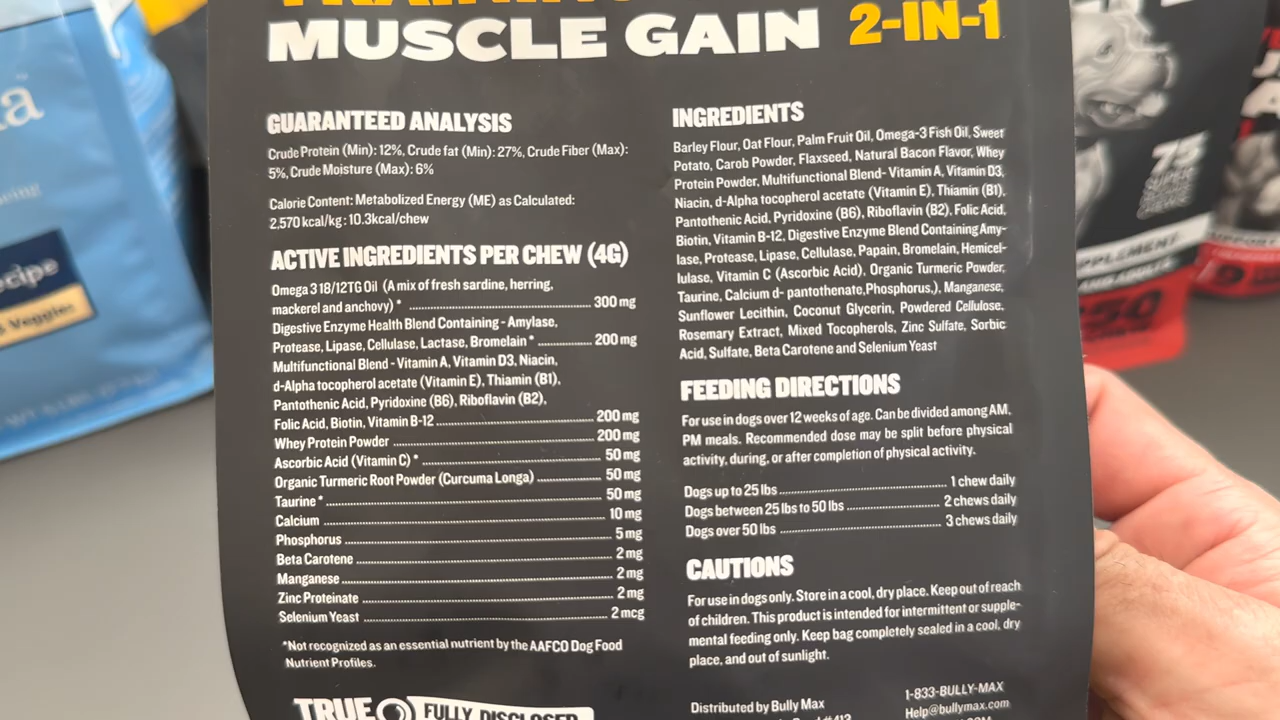 MUSCLE GAIN 2-IN-1
GUARANTEED ANALYSIS
Crude Protein (Min): 12%, Crude fat (Min): 27%, Crude Fiber (Max):
5%, Crude Moisture (Max): 6%
Calorie Content: Metabolized Energy (ME) as Calculated:
2,570 kcal/kg: 10.3kcal/chew
ACTIVE INGREDIENTS PER CHEW (4G)
Omega 3 18/12TG Oil (A mix of fresh sardine, herring,
mackerel and anchovy) * 300 mg
Digestive Enzyme Health Blend Containing - Amylase,
Protease, Lipase, Cellulase, Lactase, Bromelain * 200 mg
Multifunctional Blend - Vitamin A, Vitamin D3, Niacin,
d-Alpha tocopherol acetate (Vitamin E), Thiamin (B1),
Pantothenic Acid, Pyridoxine (B6), Riboflavin (B2),
Folic Acid, Biotin, Vitamin B-12 200 mg
Whey Protein Powder 200 mg
Ascorbic Acid (Vitamin C) * 50 mg
Organic Turmeric Root Powder (Curcuma Longa) 50 mg
Taurine * 50 mg
Calcium 10 mg
Phosphorus 5 mg
Beta Carotene 2 mg
Manganese 2 mg
Zinc Proteinate 2 mg
Selenium Yeast 2 mcg
*Not recognized as an essential nutrient by the AAFCO Dog Food
Nutrient Profiles.
TRUE FULLY DISCLOSED
INGREDIENTS
Barley Flour, Oat Flour, Palm Fruit Oil, Omega-3 Fish Oil, Sweet
Potato, Carob Powder, Flaxseed, Natural Bacon Flavor, Whey
Protein Powder, Multifunctional Blend- Vitamin A, Vitamin D3,
Niacin, d-Alpha tocopherol acetate (Vitamin E), Thiamin (B1),
Pantothenic Acid, Pyridoxine (B6), Riboflavin (B2), Folic Acid,
Biotin, Vitamin B-12, Digestive Enzyme Blend Containing Amy-
lase, Protease, Lipase, Cellulase, Papain, Bromelain, Hemicel-
lulase, Vitamin C (Ascorbic Acid), Organic Turmeric Powder,
Taurine, Calcium d- pantothenate,Phosphorus,), Manganese,
Sunflower Lecithin, Coconut Glycerin, Powdered Cellulose,
Rosemary Extract, Mixed Tocopherols, Zinc Sulfate, Sorbic
Acid, Sulfate, Beta Carotene and Selenium Yeast
FEEDING DIRECTIONS
For use in dogs over 12 weeks of age. Can be divided among AM,
PM meals. Recommended dose may be split before physical
activity, during, or after completion of physical activity.
Dogs up to 25 lbs 1 chew daily
Dogs between 25 lbs to 50 lbs 2 chews daily
Dogs over 50 lbs 3 chews daily
CAUTIONS
For use in dogs only. Store in a cool, dry place. Keep out of reach
of children. This product is intended for intermittent or supple-
mental feeding only. Keep bag completely sealed in a cool, dry
place, and out of sunlight.
Distributed by Bully Max
1-833-BULLY-MAX
Help@bullymax.com
75